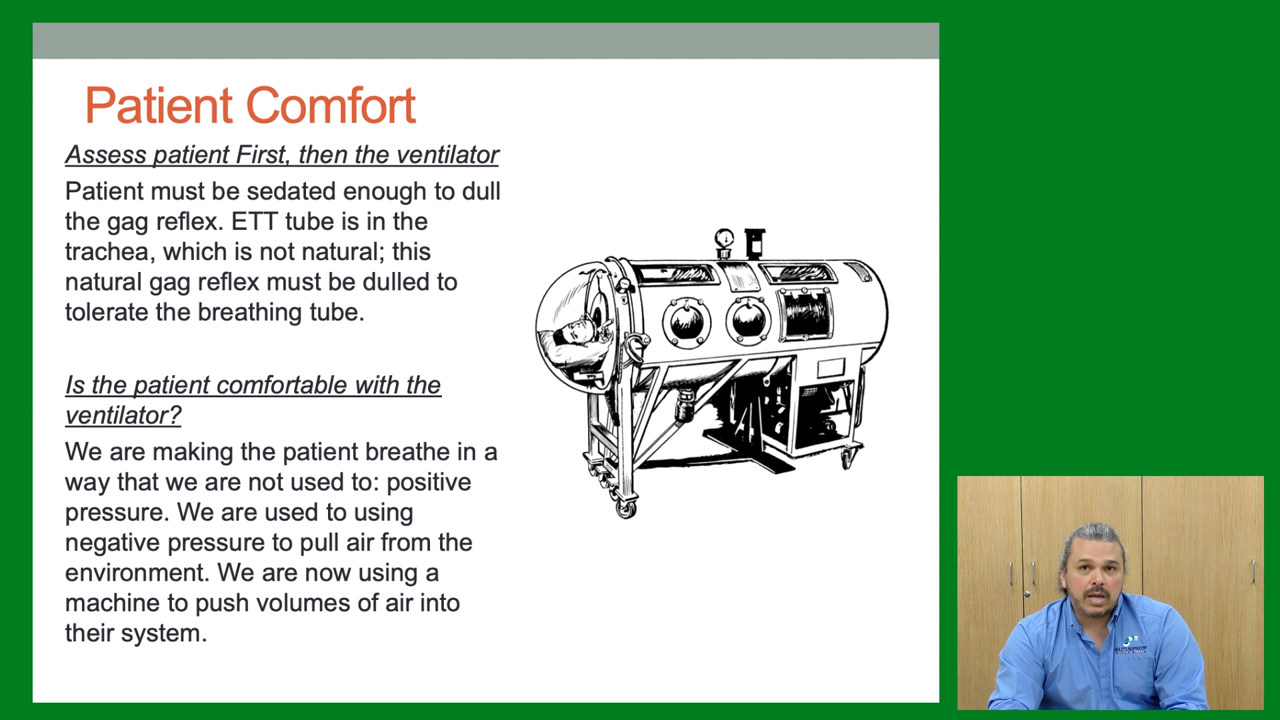 Patient Comfort
Assess patient First, then the ventilator
Patient must be sedated enough to dull
the gag reflex. ETT tube is in the
trachea, which is not natural; this
natural gag reflex must be dulled to
tolerate the breathing tube.
Is the patient comfortable with the
ventilator?
We are making the patient breathe in a
way that we are not used to: positive
pressure. We are used to using
negative pressure to pull air from the
environment. We are now using a
machine to push volumes of air into
their system.